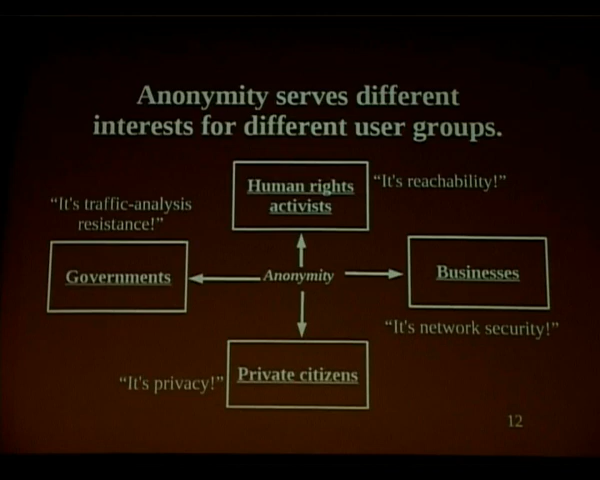 Anonymity serves different
interests for different user groups.
Human rights
activists
“It's reachability!”
“It's traffic-analysis
resistance!”
Governments
Anonymity
Businesses
“It's network security!”
“It's privacy!”
Private citizens
12